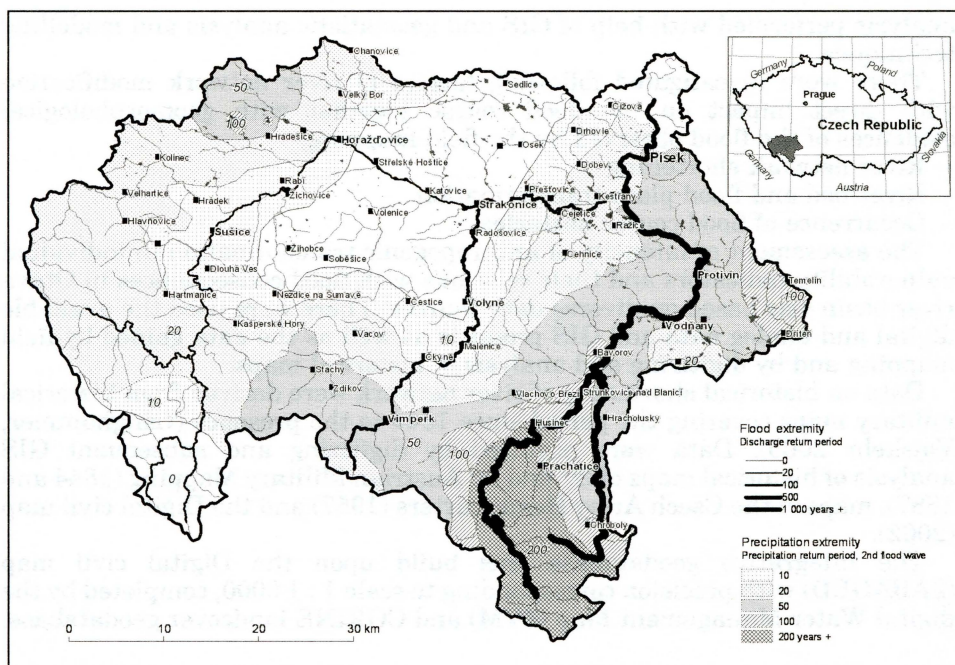 Chanovice
Velký Bor
Sedlice
Čížová
50
100
Hradešice
Horažďovice
Drhovle
Osek
Písek
Kolinec
Střelské Hoštice
Dobev
Rabí
Velhartice
Hrádek
Žichovice
Katovice
Přešťovice
Kestřany
Hlavňovice
Volenice
Strakonice
Čejetice
Ražice
Sušice
Žihobce
Radošovice
Cehnice
Dlouhá Ves
Soběšice
Protivín
Temelín
Hartmanice
Nezdice na Šumavě
Čestice
Volyně
100
20
Kašperské Hory
Vacov
10
Malenice
Vodňany
Dříteň
Čkyně
Bavorov
20
Stachy
Zdíkov
Vlachovo Březí
Strunkovice nad Blanicí
10
Vimperk
Husinec
Hracholusky
50
100
Prachatice
10
200
Chroboly
0 10 20 30 km
Germany
Poland
Prague
Czech Republic
Germany
Slovakia
Austria
Flood extremity
Discharge return period
0
20
100
500
1 000 years +
Precipitation extremity
Precipitation return period, 2nd flood wave
10
20
50
100
200 years +